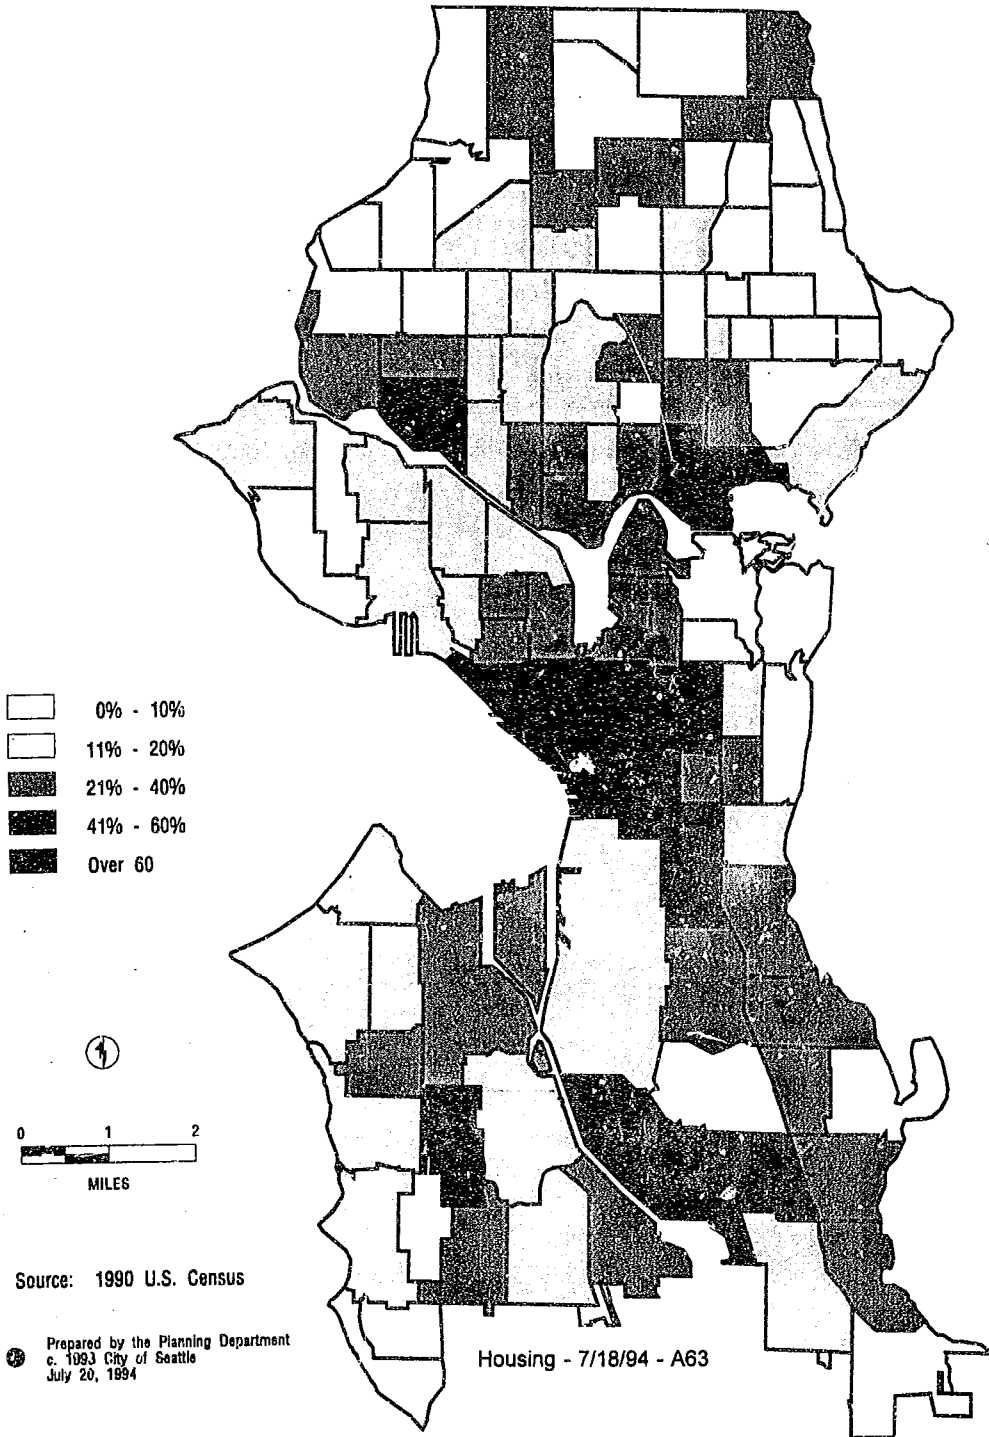 0% - 10%
11% - 20%
21% - 40%
41% - 60%
Over 60
0 1 2
MILES
Source: 1990 U.S. Census
Prepared by the Planning Department
c. 1993 City of Seattle
July 20, 1994
Housing - 7/18/94 - A63